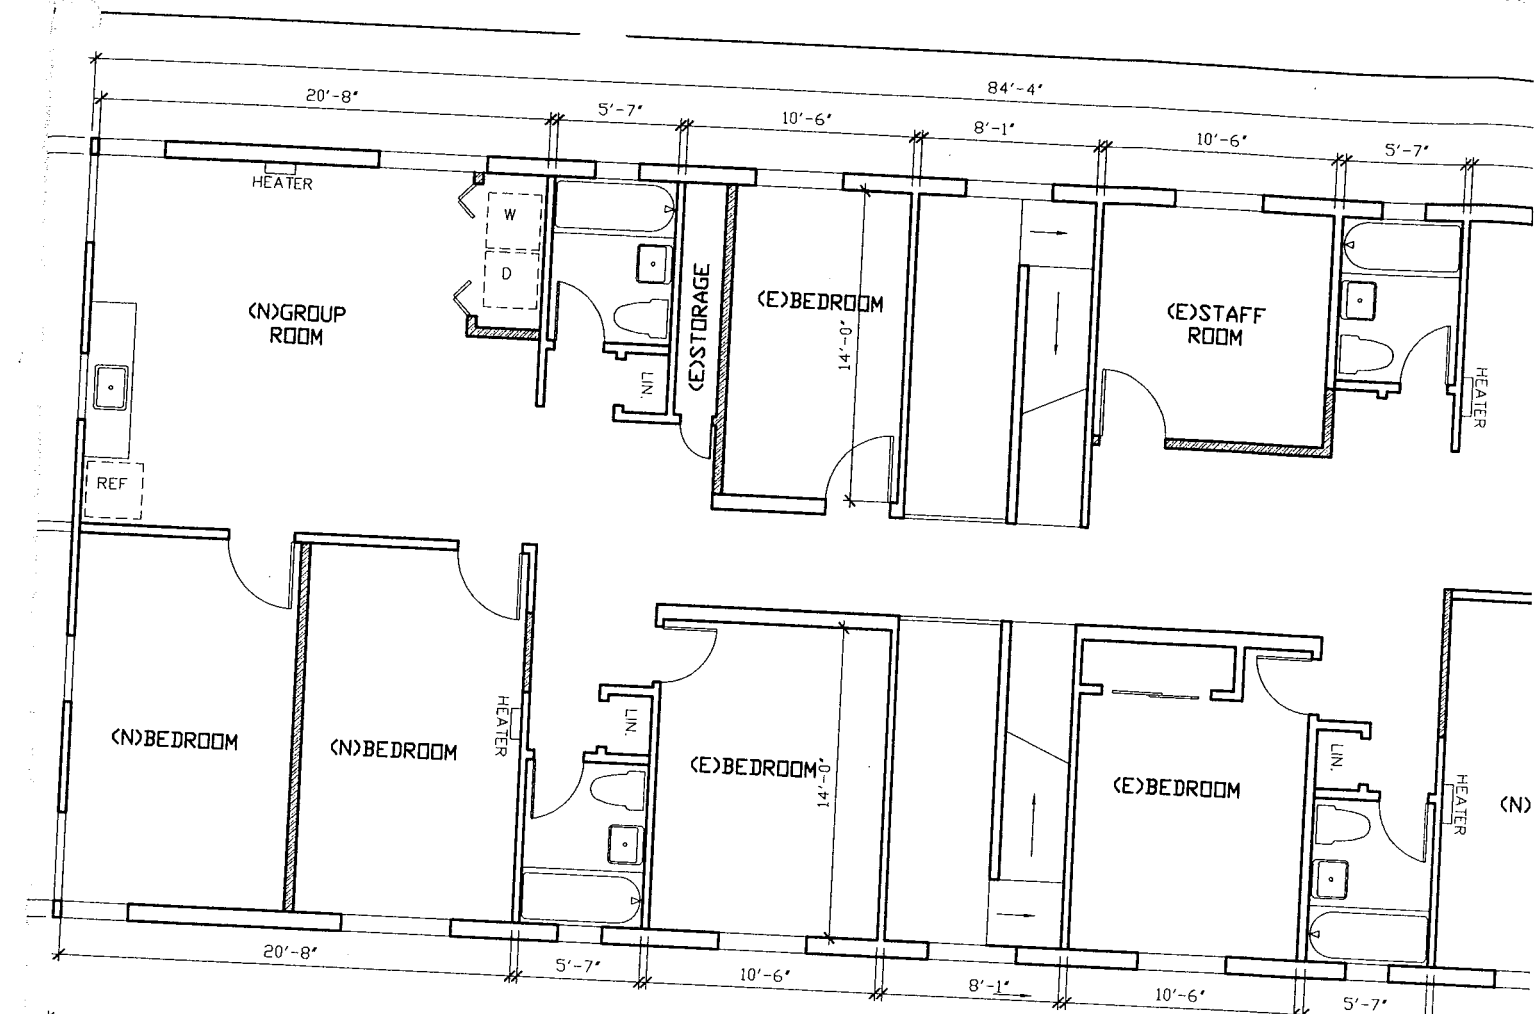 84'-4"
20'-8"
5'-7"
10'-6"
8'-1"
10'-6"
5'-7"
HEATER
W
D
(N)GROUP
ROOM
(E)STORAGE
(E)BEDROOM
14'-0"
(E)STAFF
ROOM
HEATER
LIN.
REF
(N)BEDROOM
(N)BEDROOM
HEATER
LIN.
(E)BEDROOM
14'-0"
(E)BEDROOM
LIN.
HEATER
(N)
20'-8"
5'-7"
10'-6"
8'-1"
10'-6"
5'-7"